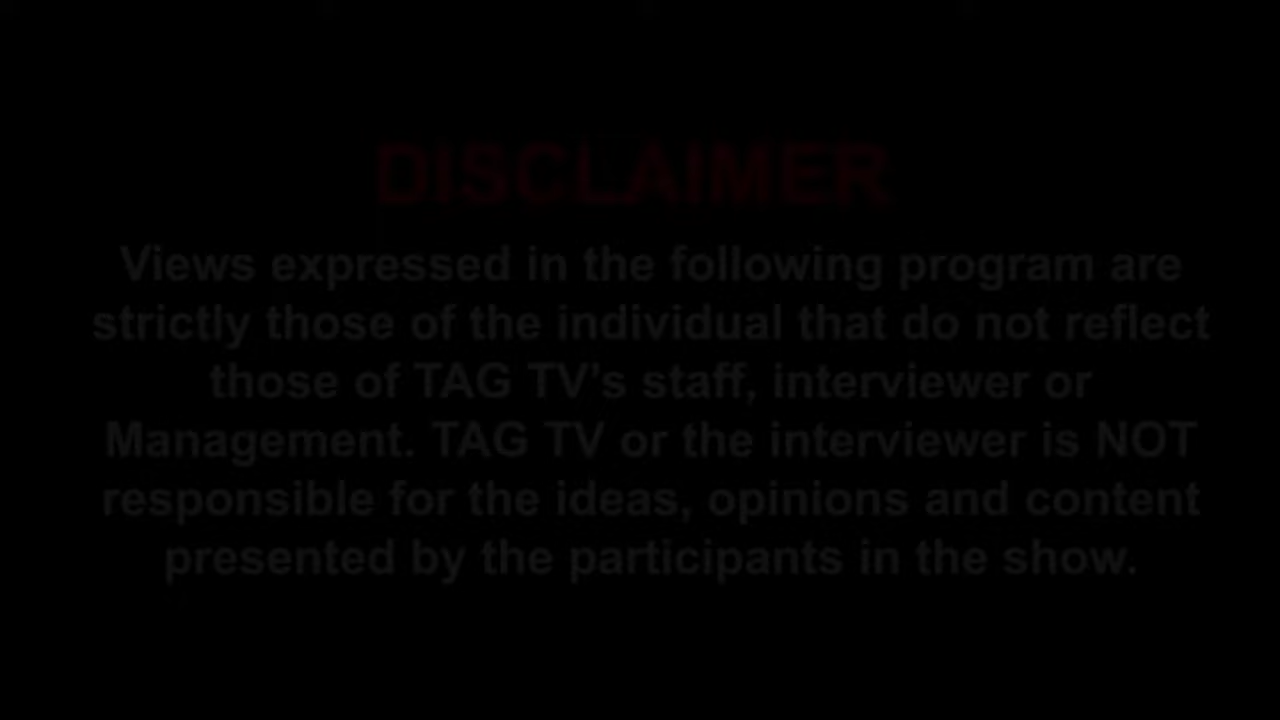 DISCLAIMER
Views expressed in the following program are
strictly those of the individual that do not reflect
those of TAG TV's staff, interviewer or
Management. TAG TV or the interviewer is NOT
responsible for the ideas, opinions and content
presented by the participants in the show.